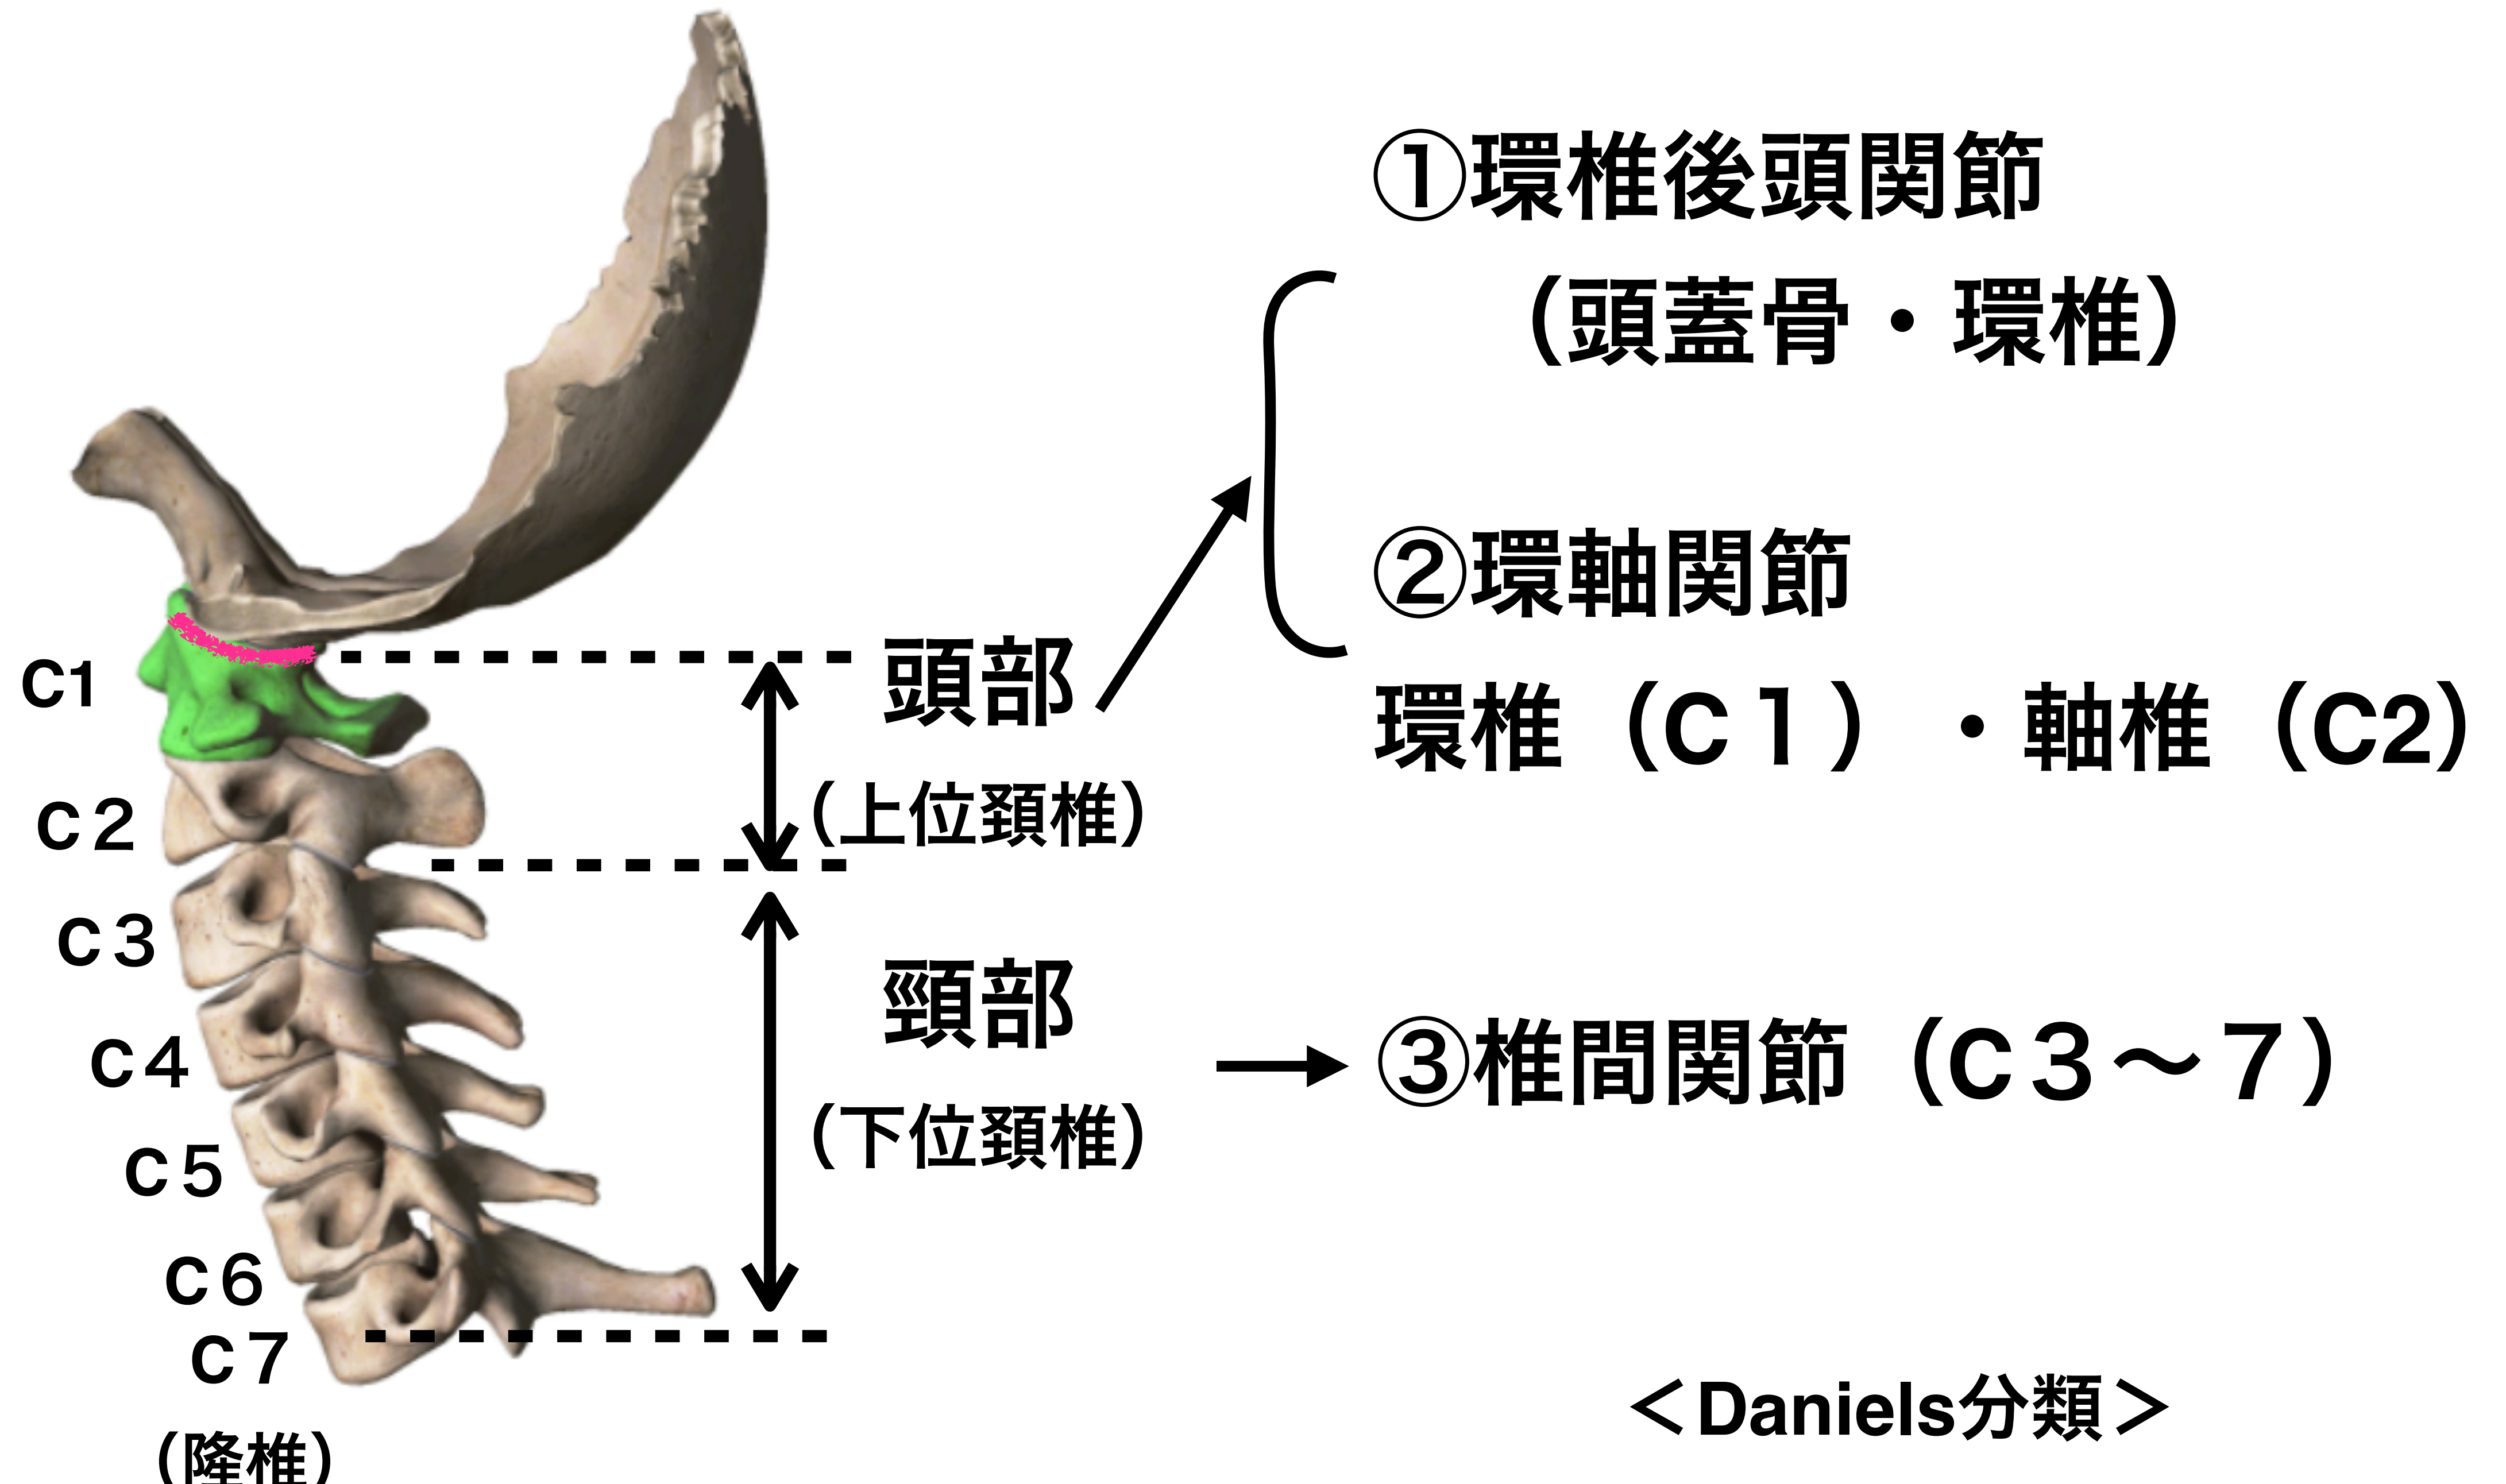 ①環椎後頭関節
（頭蓋骨・環椎）
②環軸関節
環椎（C１）・軸椎（C2）
C1
頭部
（上位頚椎）
C２
C３
頸部
（下位頚椎）
③椎間関節（C３〜７）
C４
C５
C６
C７
（隆椎）
＜Daniels分類＞